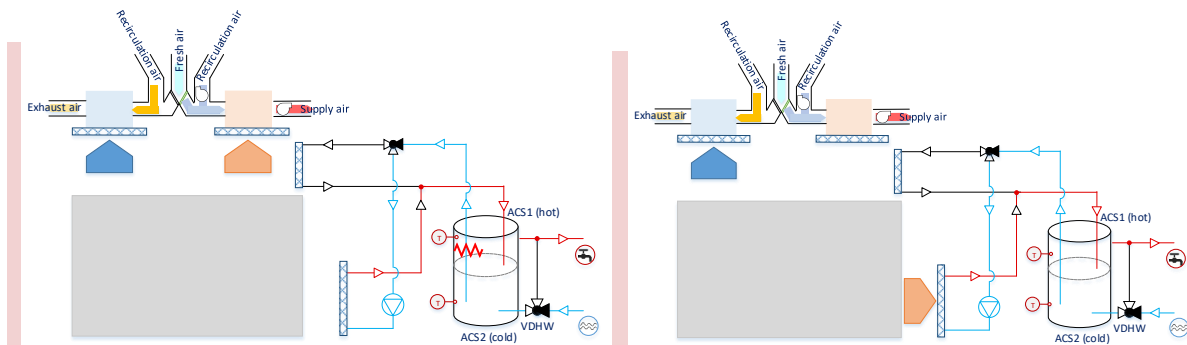 Recirculation air
Fresh air
Recirculation air
Exhaust air
Supply air
ACS1 (hot)
T
T
VDHW
ACS2 (cold)
Recirculation air
Fresh air
Recirculation air
Exhaust air
Supply air
ACS1 (hot)
T
T
VDHW
ACS2 (cold)